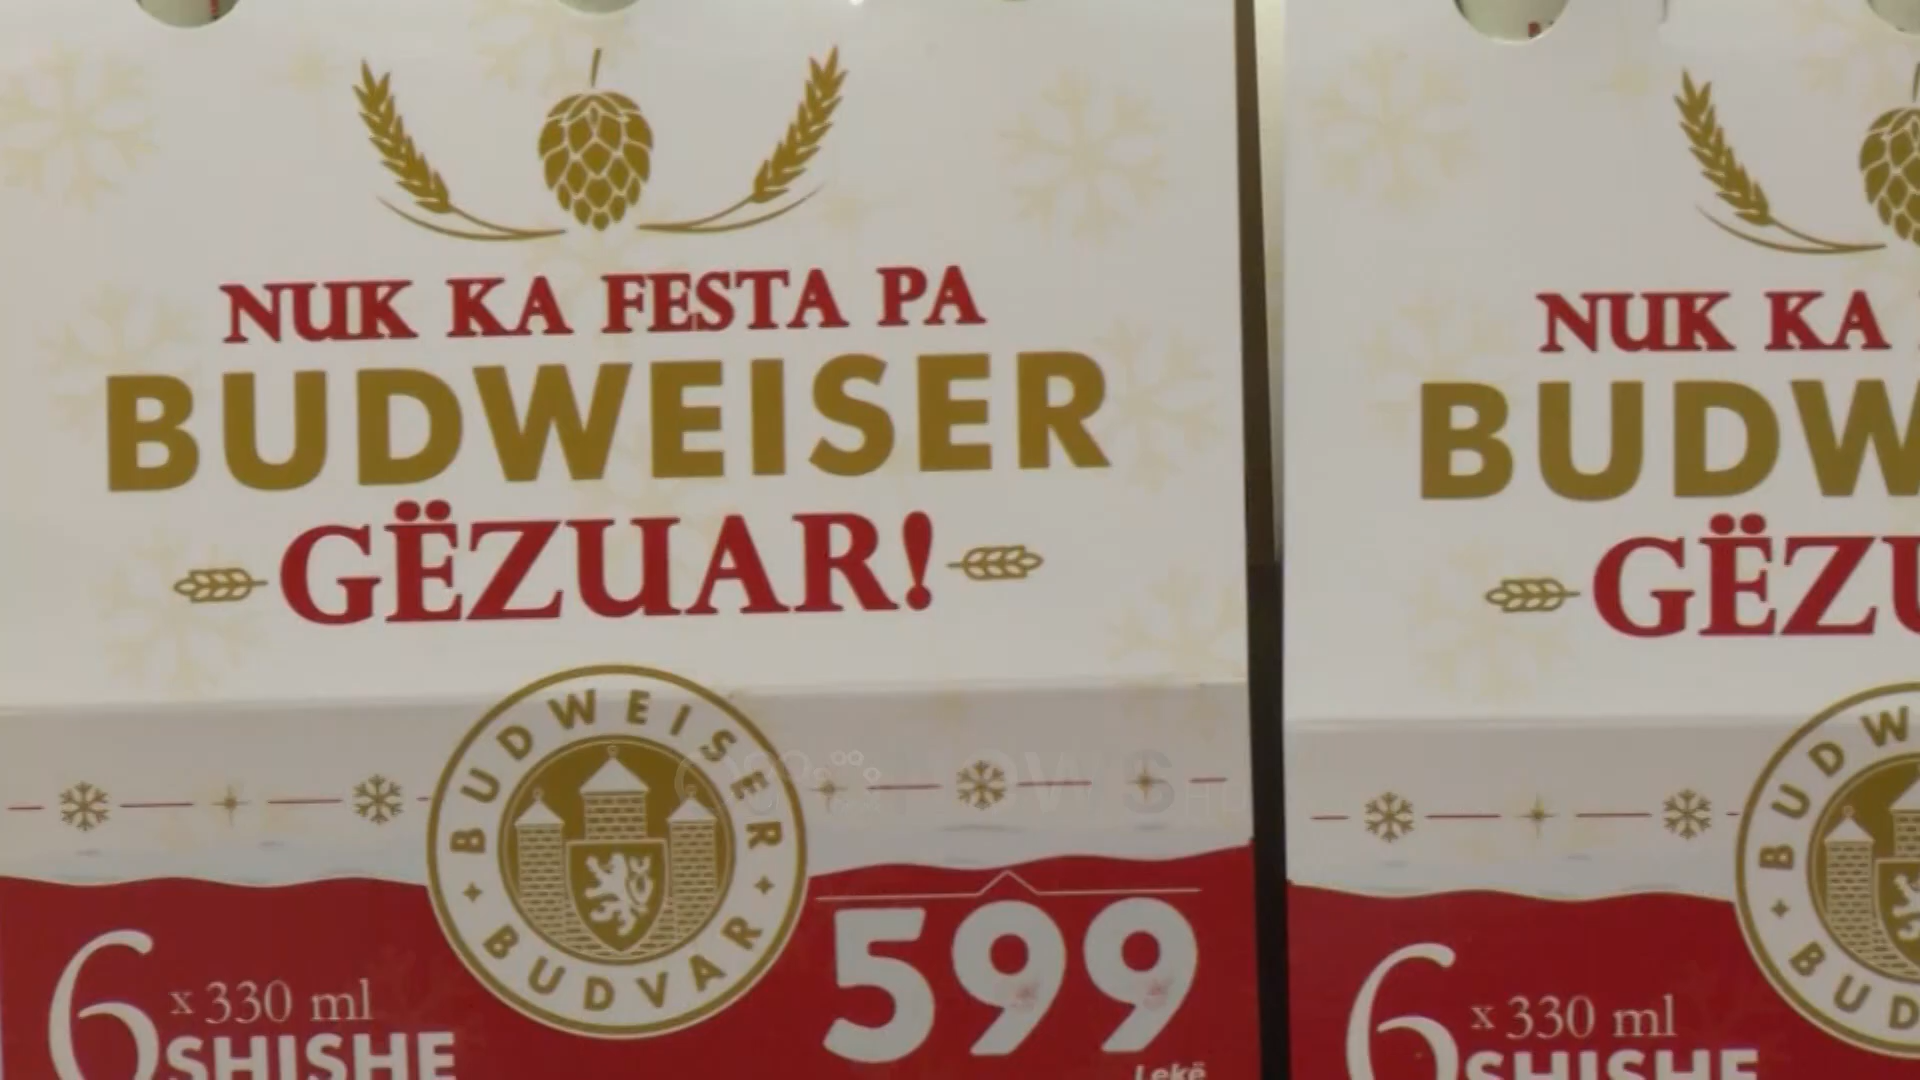 NUK KA FESTA PA
BUDWEISER
GËZUAR!
BUDWEISER
BUDVAR
6 x 330 ml
SHISHE
599
Lekë
NUK KA
BUDW
GËZU
BUDW
BUD
6 x 330 ml
SHISHE